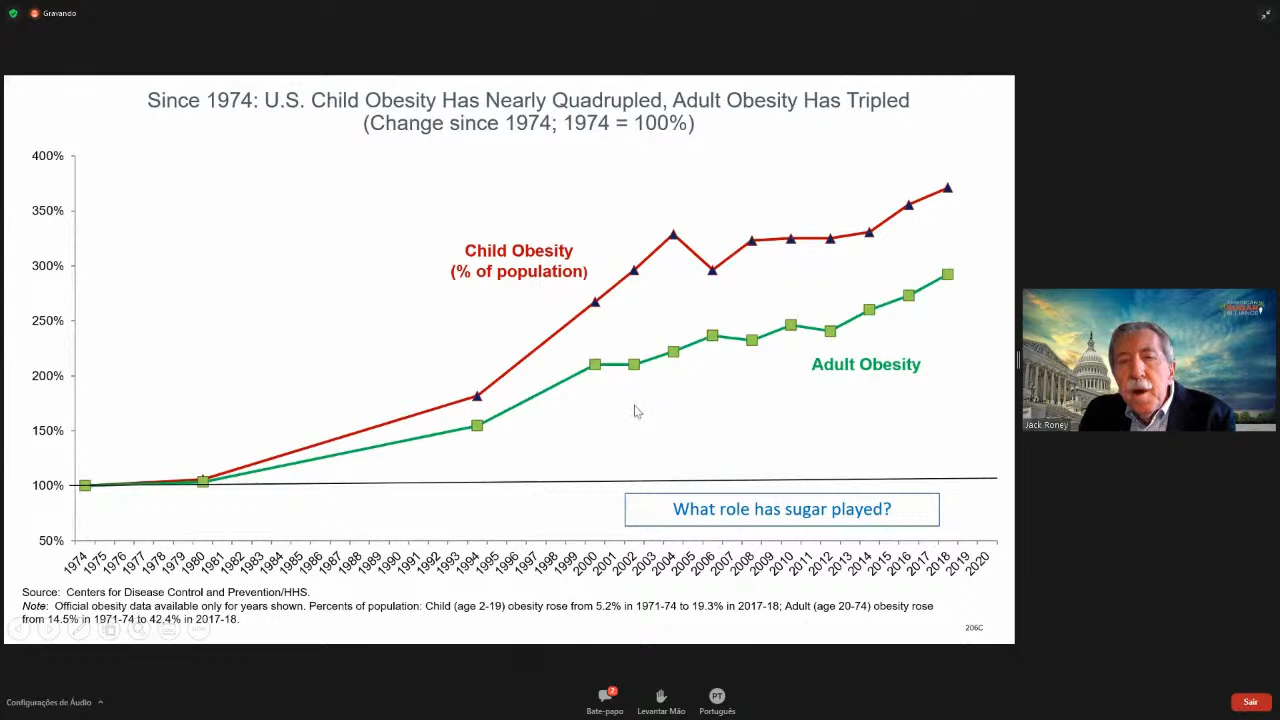 Gravando
Since 1974: U.S. Child Obesity Has Nearly Quadrupled, Adult Obesity Has Tripled
(Change since 1974; 1974 = 100%)
400%
350%
300%
250%
200%
150%
100%
50%
Child Obesity
(% of population)
Adult Obesity
What role has sugar played?
1974 1975 1976 1977 1978 1979 1980 1981 1982 1983 1984 1985 1986 1987 1988 1989 1990 1991 1992 1993 1994 1995 1996 1997 1998 1999 2000 2001 2002 2003 2004 2005 2006 2007 2008 2009 2010 2011 2012 2013 2014 2015 2016 2017 2018 2019 2020
Source: Centers for Disease Control and Prevention/HHS.
Note: Official obesity data available only for years shown. Percents of population: Child (age 2-19) obesity rose from 5.2% in 1971-74 to 19.3% in 2017-18; Adult (age 20-74) obesity rose
from 14.5% in 1971-74 to 42.4% in 2017-18.
206C
AMERICAN
SUGAR
ALLIANCE
Jack Roney
Configurações de Áudio
2
Bate-papo
Levantar Mão
PT
Português
Sair